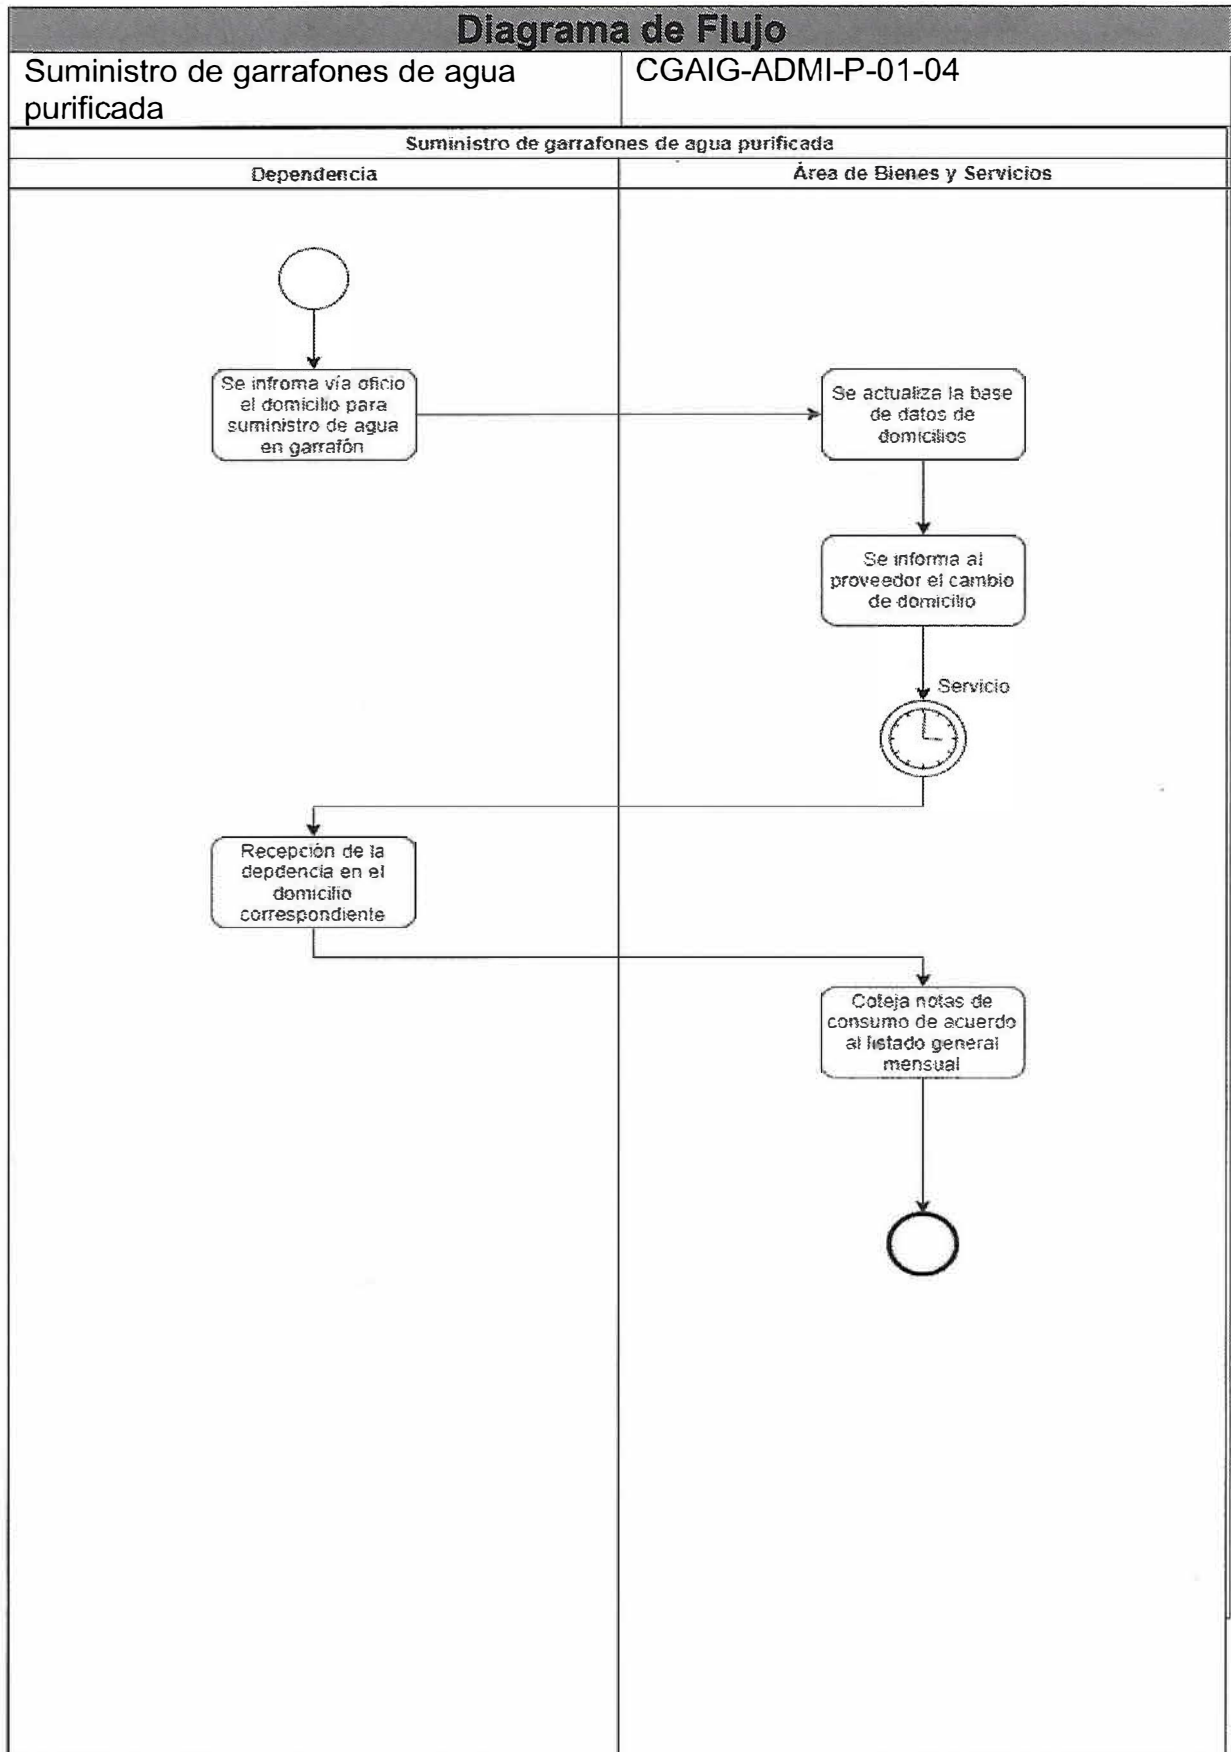 Diagrama de Flujo
Suministro de garrafones de agua
purificada
CGAIG-ADMI-P-01-04
Suministro de garrafones de agua purificada
Dependencia
Área de Bienes y Servicios
Se infroma vía oficio
el domicilio para
suministro de agua
en garrafón
Se actualiza la base
de datos de
domicilios
Se informa al
proveedor el cambio
de domicilio
Servicio
Recepción de la
depdencia en el
domicilio
correspondiente
Coteja notas de
consumo de acuerdo
al listado general
mensual